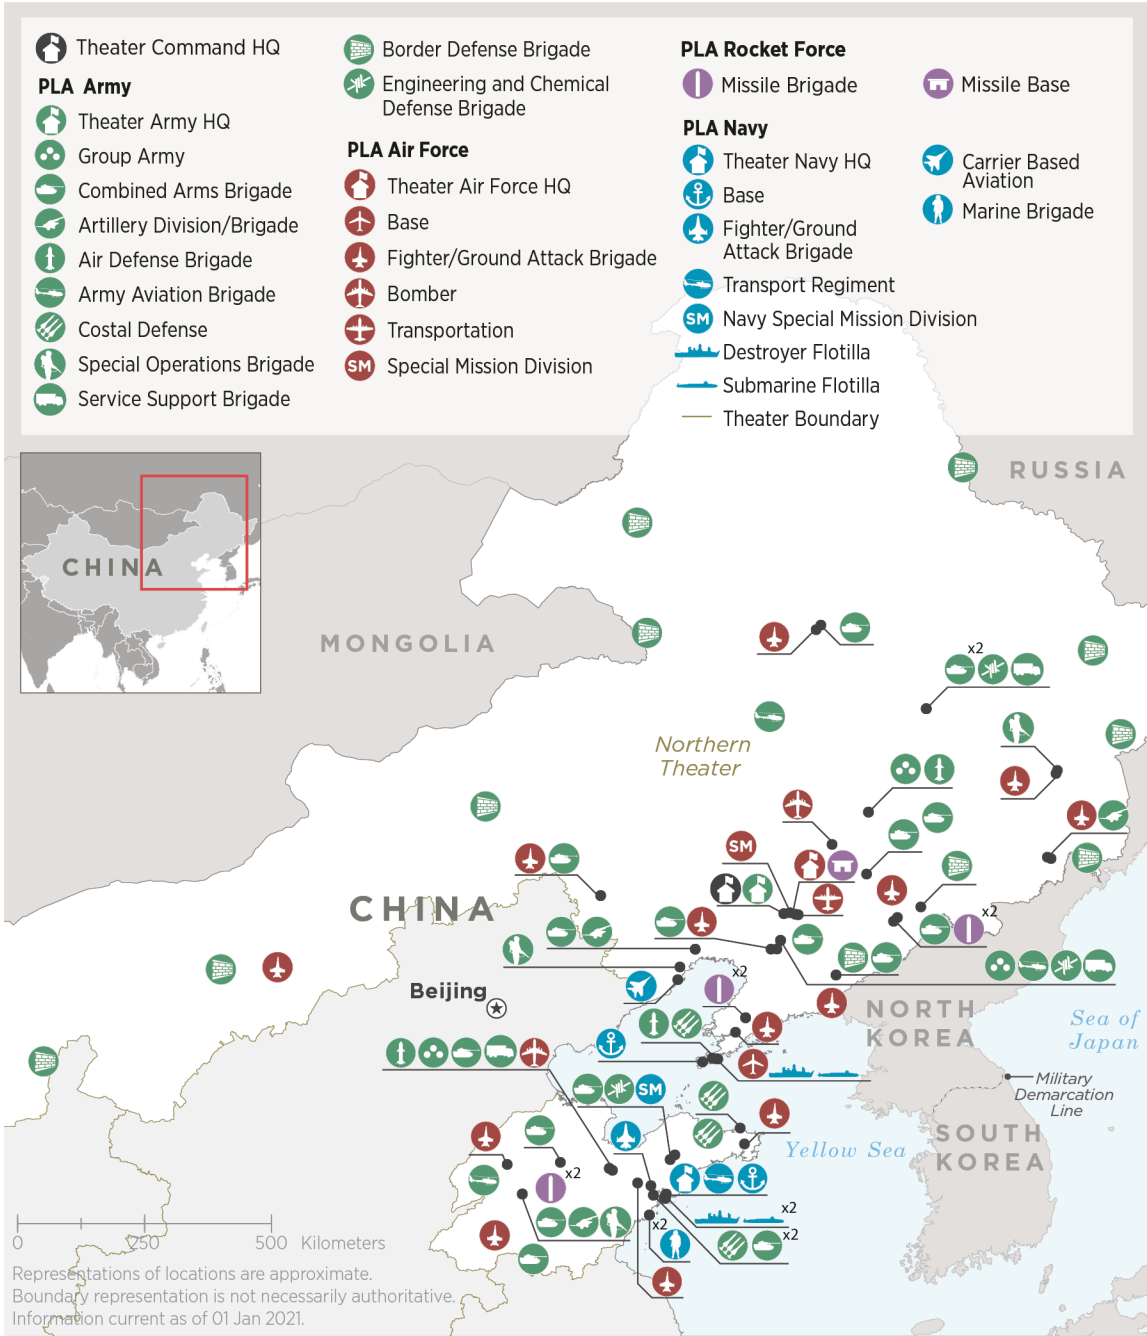 Theater Command HQ
PLA Army
Theater Army HQ
Group Army
Combined Arms Brigade
Artillery Division/Brigade
Air Defense Brigade
Army Aviation Brigade
Costal Defense
Special Operations Brigade
Service Support Brigade
Border Defense Brigade
Engineering and Chemical
Defense Brigade
PLA Air Force
Theater Air Force HQ
Base
Fighter/Ground Attack Brigade
Bomber
Transportation
SM
Special Mission Division
PLA Rocket Force
Missile Brigade
Missile Base
PLA Navy
Theater Navy HQ
Base
Fighter/Ground
Attack Brigade
Transport Regiment
SM
Navy Special Mission Division
Destroyer Flotilla
Submarine Flotilla
Theater Boundary
Carrier Based
Aviation
Marine Brigade
RUSSIA
CHINA
MONGOLIA
x2
Northern
Theater
SM
CHINA
x2
x2
Beijing
NORTH
KOREA
Sea of
Japan
SM
Military
Demarcation
Line
Yellow Sea
SOUTH
KOREA
x2
x2
x2
x2
0
250
500
Kilometers
Representations of locations are approximate.
Boundary representation is not necessarily authoritative.
Information current as of 01 Jan 2021.